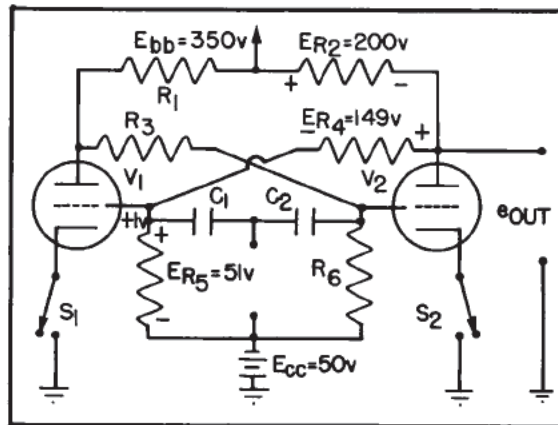 Ebb=350v
ER2=200v
+
-
R1
R3
ER4=149v
-
+
V1
C1
C2
V2
+1v
+
ER5=51v
-
R6
eOUT
S1
S2
Ecc=50v